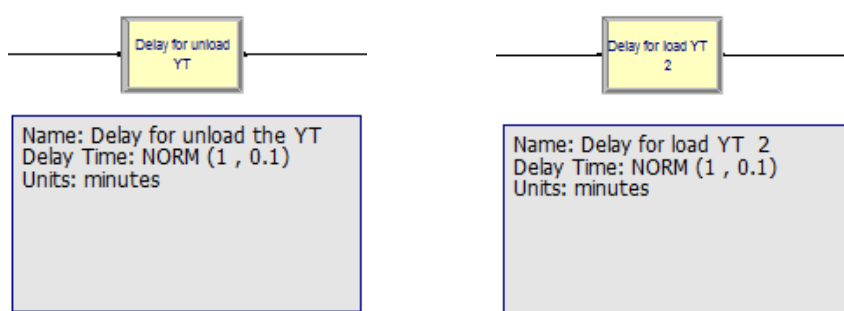 Delay for unload
YT
Name: Delay for unload the YT
Delay Time: NORM (1 , 0.1)
Units: minutes
Delay for load YT
2
Name: Delay for load YT  2
Delay Time: NORM (1 , 0.1)
Units: minutes